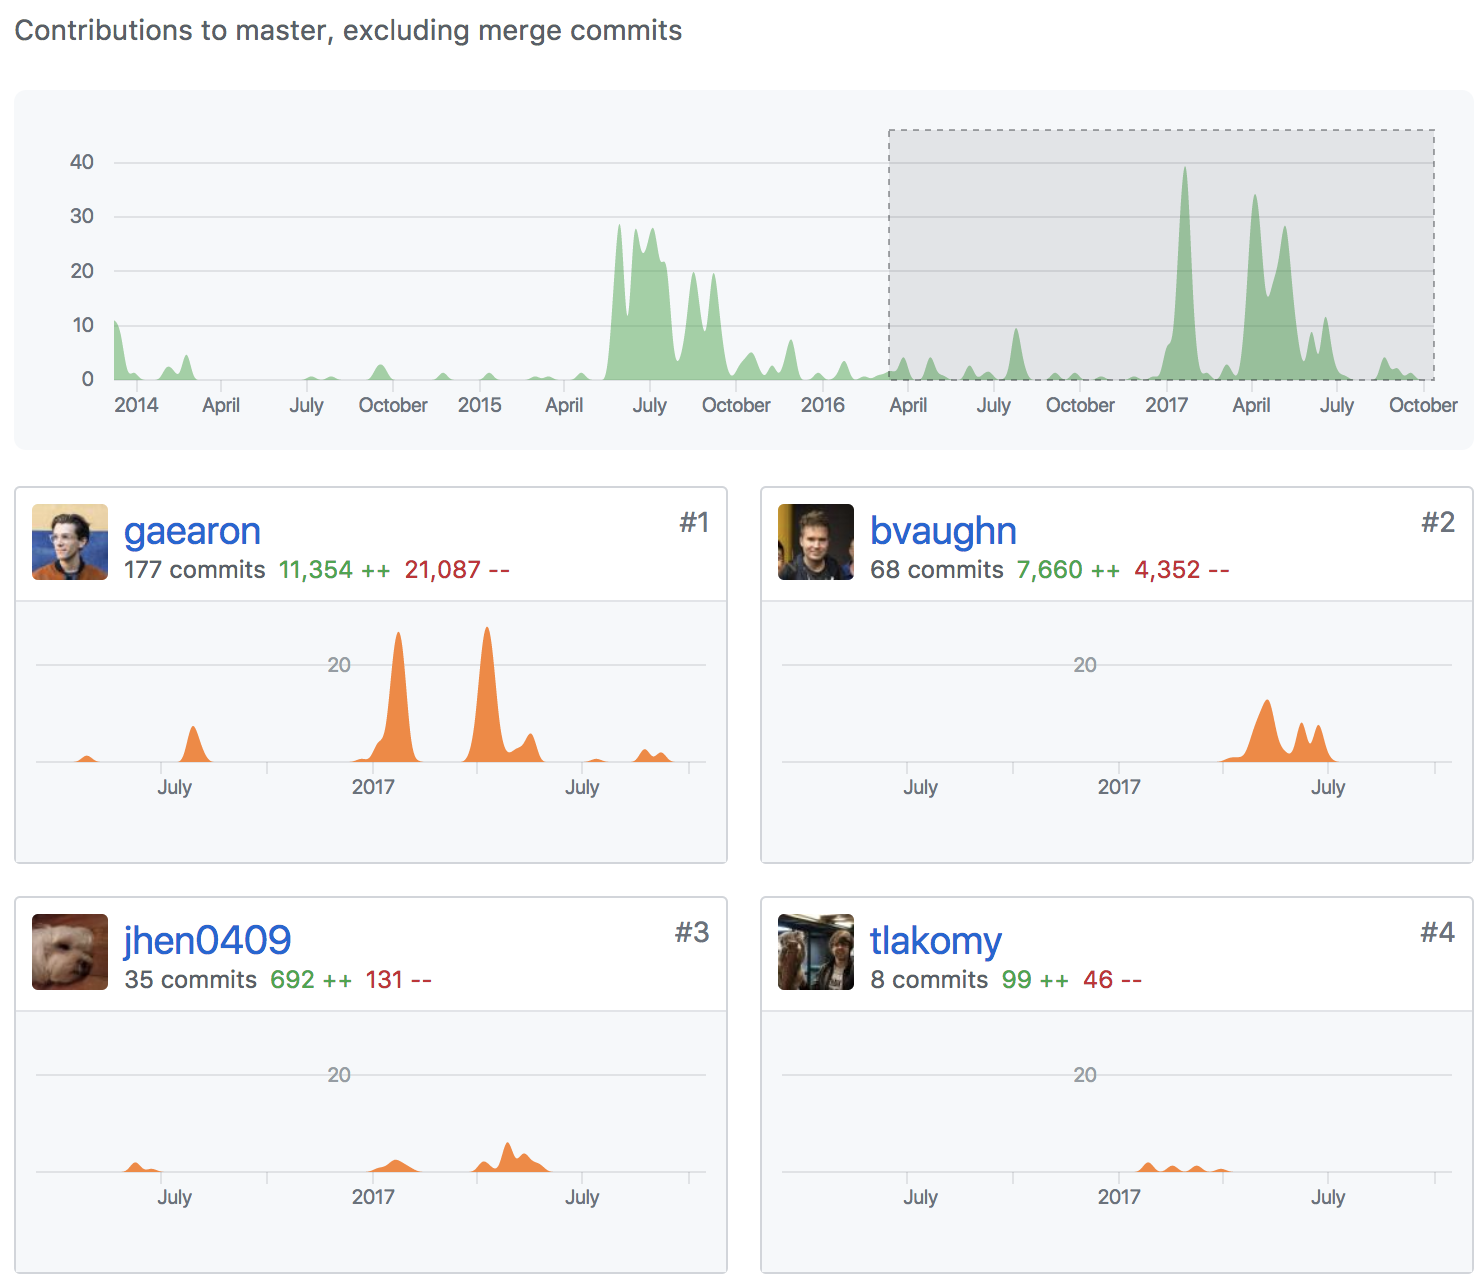 Contributions to master, excluding merge commits
40
30
20
10
0
2014 April July October 2015 April July October 2016 April July October 2017 April July October
gaearon #1
177 commits 11,354 ++ 21,087 --
20
July 2017 July
bvaughn #2
68 commits 7,660 ++ 4,352 --
20
July 2017 July
jhen0409 #3
35 commits 692 ++ 131 --
20
July 2017 July
tlakomy #4
8 commits 99 ++ 46 --
20
July 2017 July